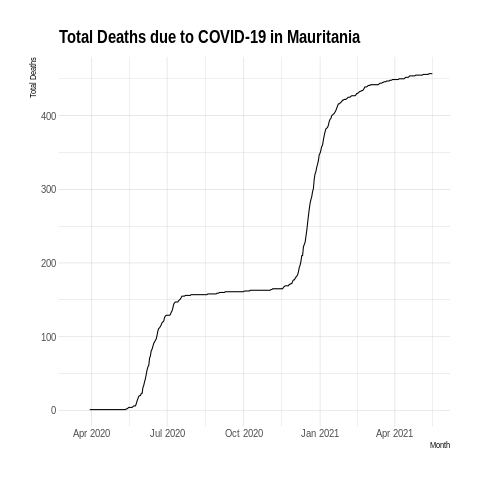 Total Deaths due to COVID-19 in Mauritania
Total Deaths
400
300
200
100
0
Apr 2020 Jul 2020 Oct 2020 Jan 2021 Apr 2021
Month